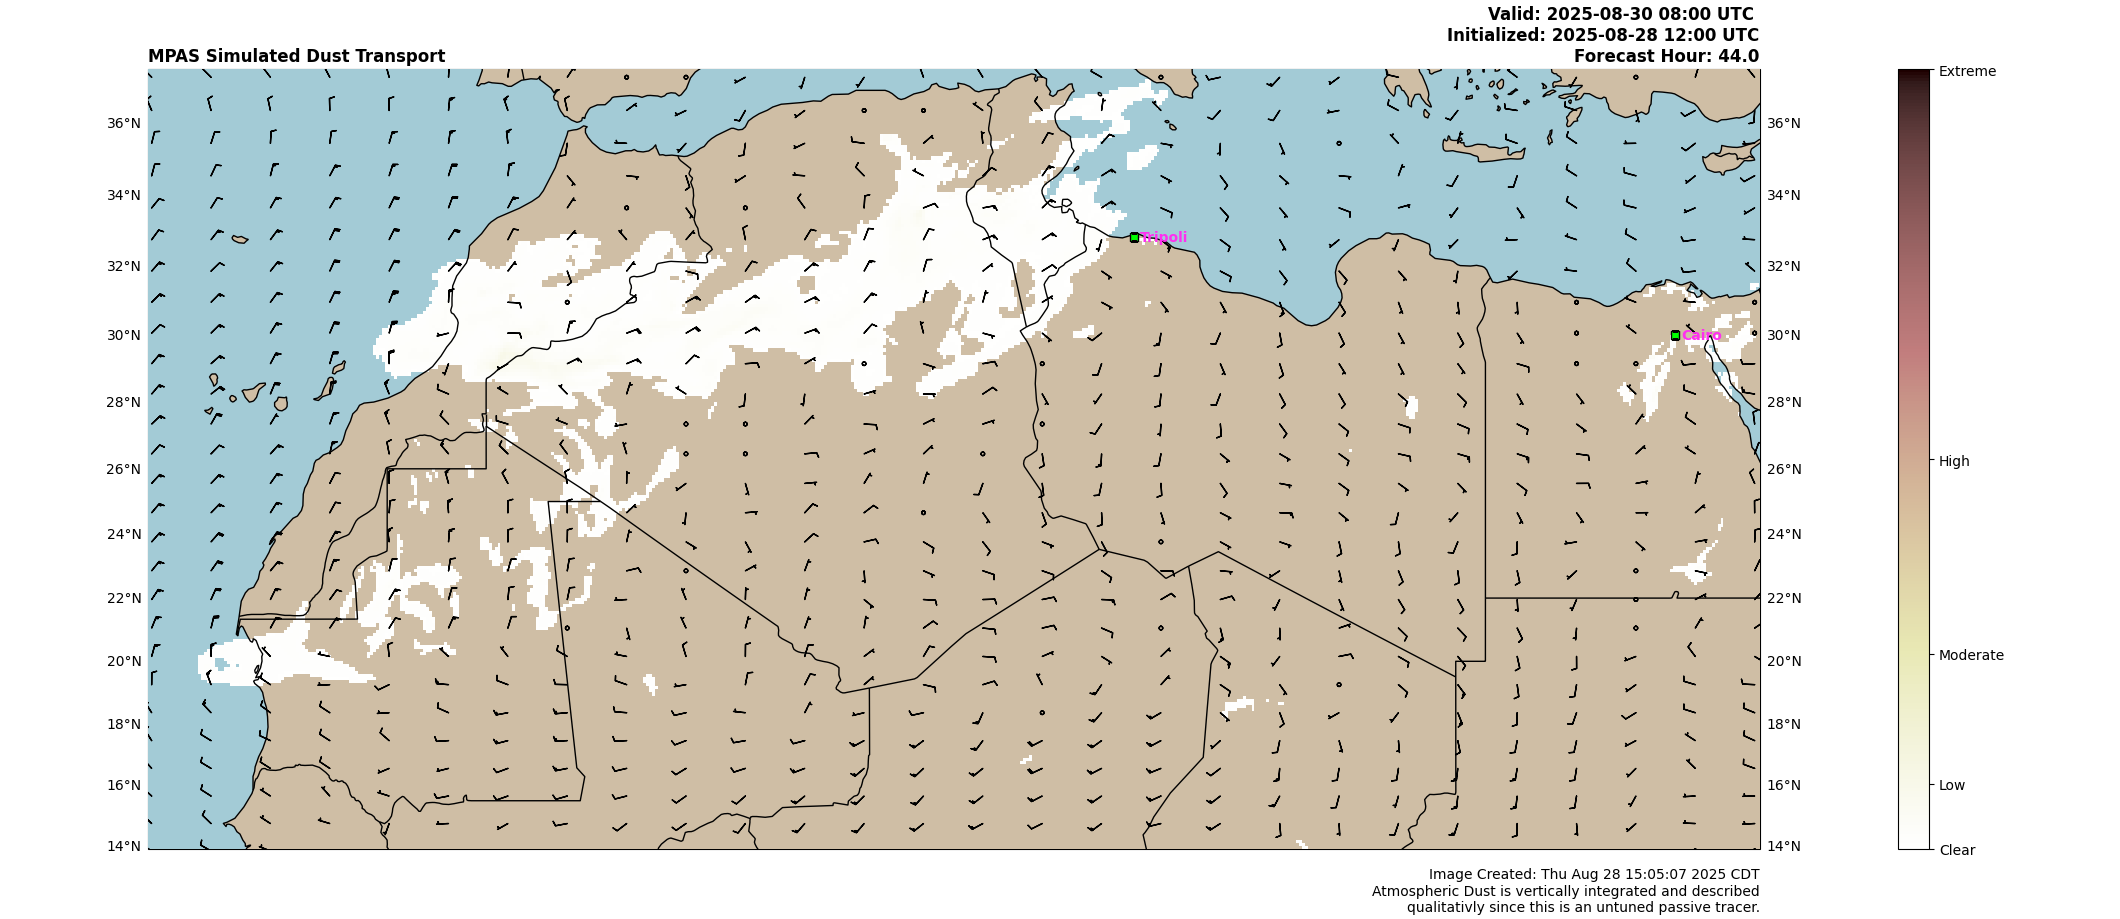 Valid: 2025-08-30 08:00 UTC
Initialized: 2025-08-28 12:00 UTC
MPAS Simulated Dust Transport
Forecast Hour: 44.0
Extreme
36°N
36°N
34°N
34°N
Tripoli
32°N
32°N
30°N
Cairo
30°N
28°N
28°N
High
26°N
26°N
24°N
24°N
22°N
22°N
20°N
20°N
Moderate
18°N
18°N
16°N
16°N
Low
14°N
14°N
Clear
Image Created: Thu Aug 28 15:05:07 2025 CDT
Atmospheric Dust is vertically integrated and described
qualitativly since this is an untuned passive tracer.